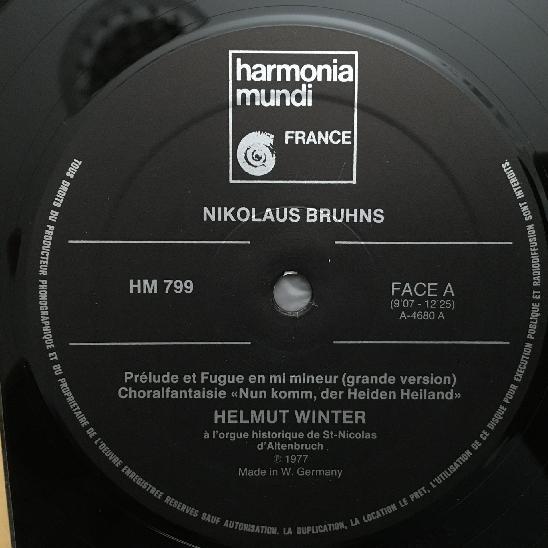 harmonia
mundi
FRANCE
NIKOLAUS BRUHNS
HM 799
FACE A
(9'07 - 12'25)
A-4680 A
Prélude et Fugue en mi mineur (grande version)
Choralfantaisie «Nun komm, der Heiden Heiland»
HELMUT WINTER
à l'orgue historique de St-Nicolas
d'Altenbruch
℗ 1977
Made in W. Germany
TOUS DROITS DU PRODUCTEUR PHONOGRAPHIQUE ET DU PROPRIETAIRE DE L'OEUVRE ENREGISTREE RESERVES SAUF AUTORISATION. LA DUPLICATION, LA LOCATION, LE PRET, L'UTILISATION DE CE DISQUE POUR EXECUTION PUBLIQUE ET RADIODIFFUSION SONT INTERDITS.